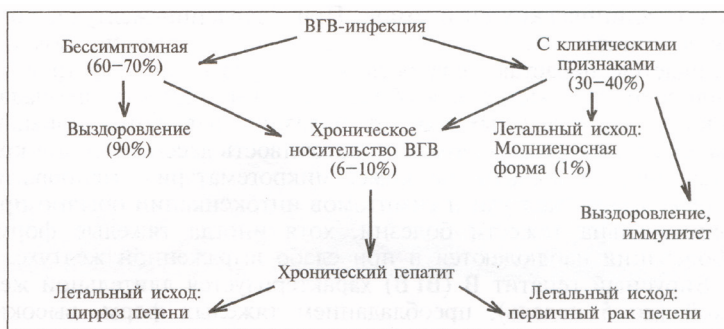 ВГВ-инфекция
Бессимптомная
(60–70%)
С клиническими
признаками
(30–40%)
Выздоровление
(90%)
Хроническое
носительство ВГВ
(6–10%)
Летальный исход:
Молниеносная
форма (1%)
Выздоровление,
иммунитет
Хронический гепатит
Летальный исход:
цирроз печени
Летальный исход:
первичный рак печени